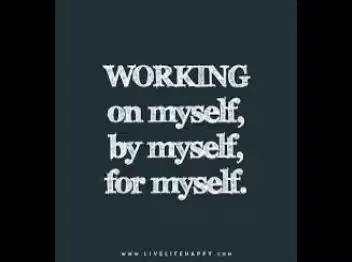 WORKING
on myself,
by myself,
for myself.
WWW.LIVELIFEHAPPY.COM